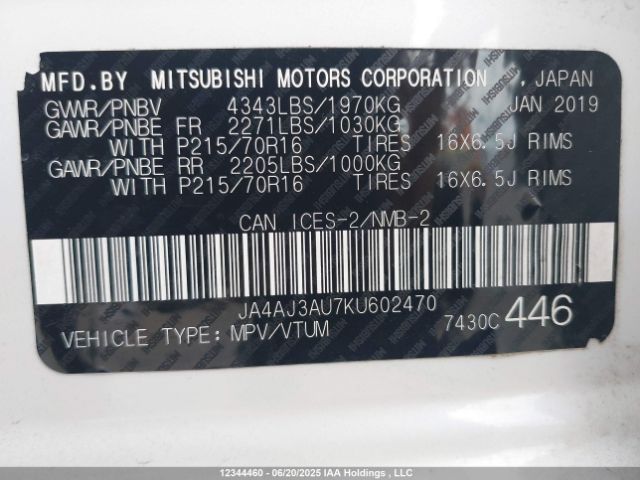 MFD.BY MITSUBISHI MOTORS CORPORATION , JAPAN
GVWR/PNBV 4343LBS/1970KG JAN 2019
GAWR/PNBE FR 2271LBS/1030KG
WITH P215/70R16 TIRES 16X6.5J RIMS
GAWR/PNBE RR 2205LBS/1000KG
WITH P215/70R16 TIRES 16X6.5J RIMS
CAN ICES-2/NMB-2
JA4AJ3AU7KU602470
VEHICLE TYPE: MPV/VTUM 7430C 446
12344460 - 06/20/2025 IAA Holdings , LLC.